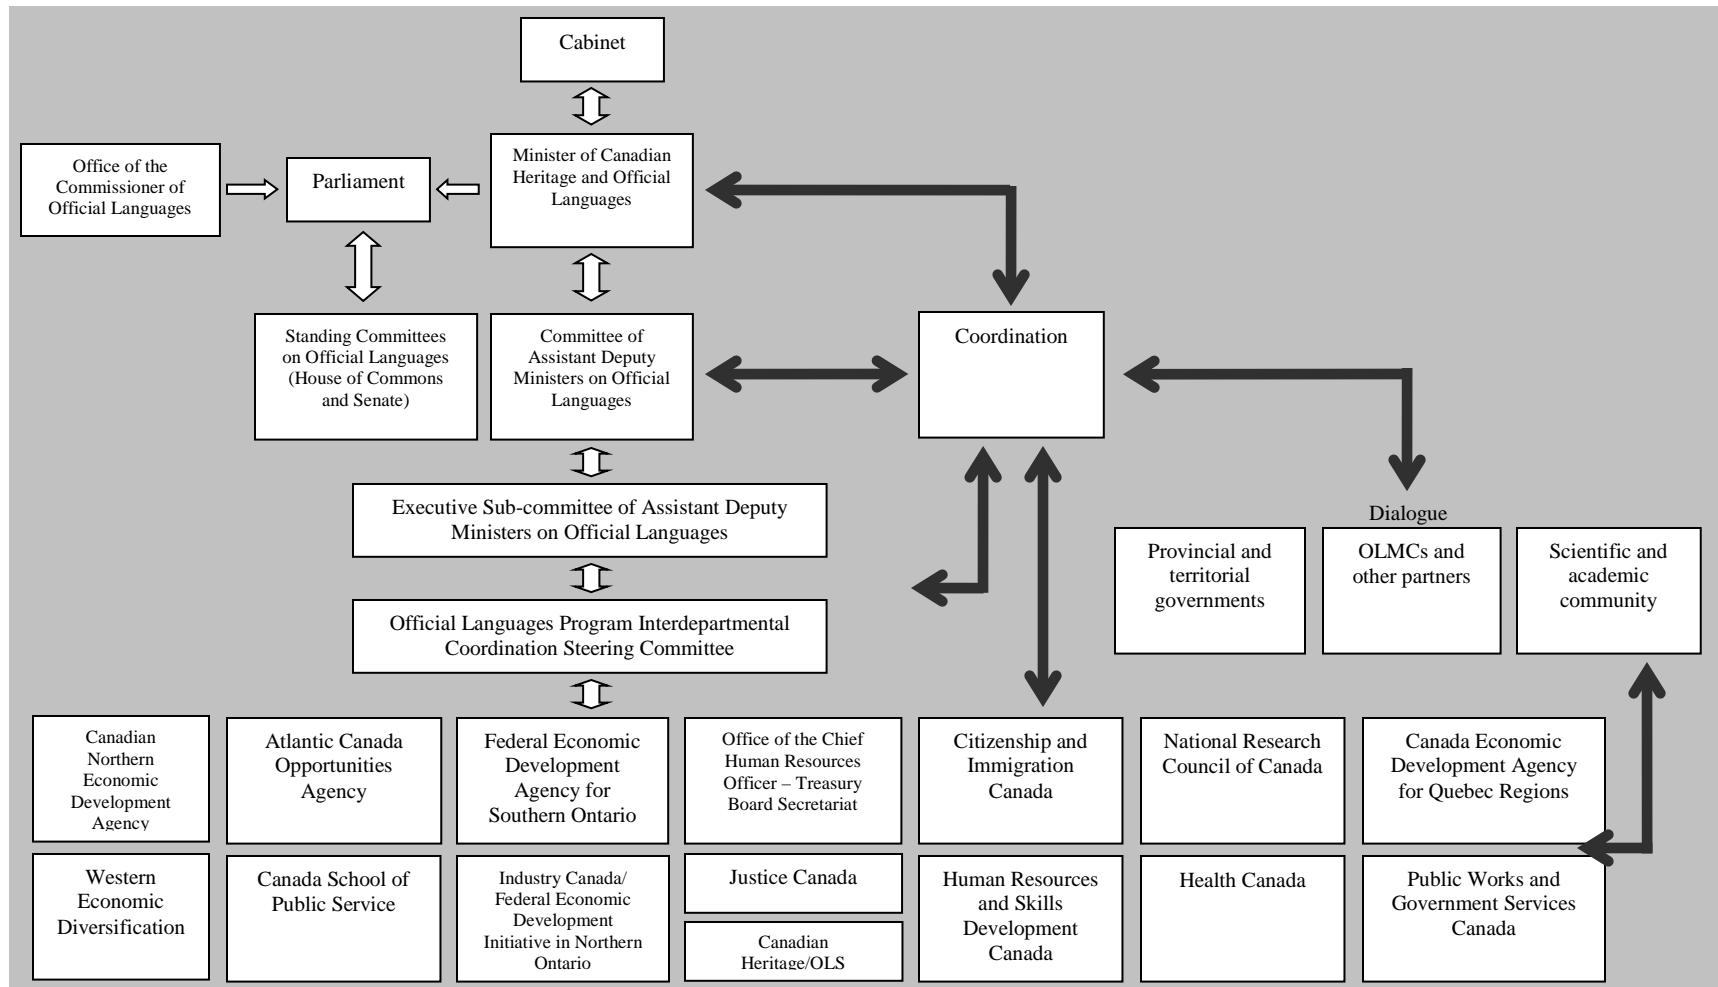 Cabinet
Office of the
Commissioner of
Official Languages
Parliament
Minister of Canadian
Heritage and Official
Languages
Standing Committees
on Official Languages
(House of Commons
and Senate)
Committee of
Assistant Deputy
Ministers on Official
Languages
Coordination
Executive Sub-committee of Assistant Deputy
Ministers on Official Languages
Official Languages Program Interdepartmental
Coordination Steering Committee
Dialogue
Provincial and
territorial
governments
OLMCs and
other partners
Scientific and
academic
community
Canadian
Northern
Economic
Development
Agency
Atlantic Canada
Opportunities
Agency
Federal Economic
Development
Agency for
Southern Ontario
Office of the Chief
Human Resources
Officer – Treasury
Board Secretariat
Citizenship and
Immigration
Canada
National Research
Council of Canada
Canada Economic
Development Agency
for Quebec Regions
Western
Economic
Diversification
Canada School of
Public Service
Industry Canada/
Federal Economic
Development
Initiative in Northern
Ontario
Justice Canada
Canadian
Heritage/OLS
Human Resources
and Skills
Development
Canada
Health Canada
Public Works and
Government Services
Canada